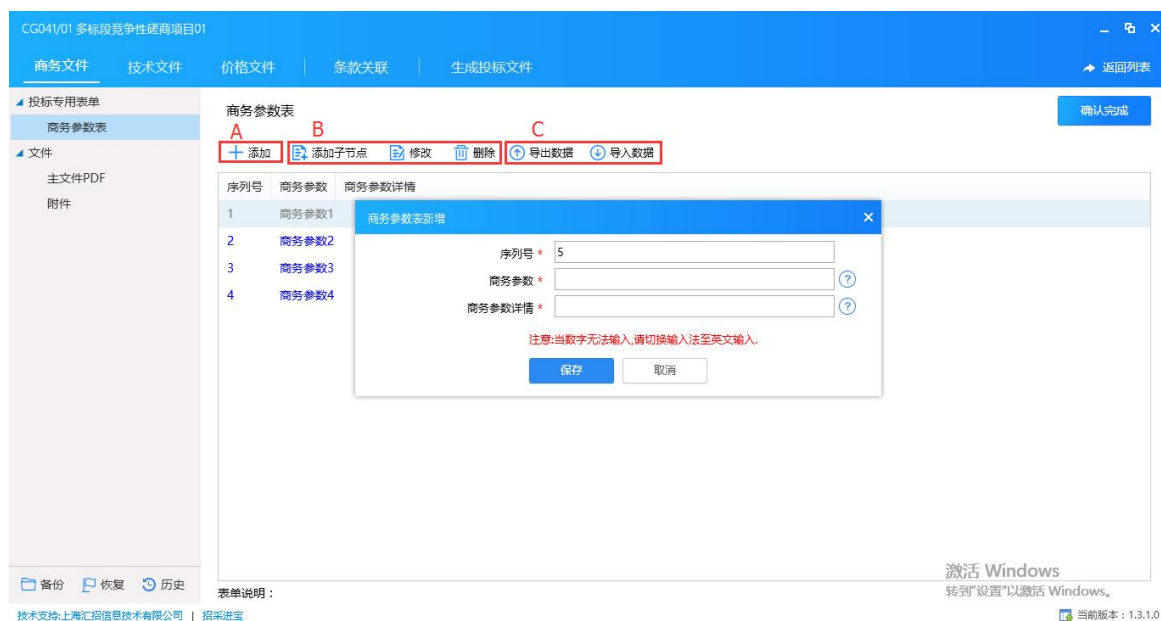 CG041/01 多标段竞争性磋商项目01
商务文件 技术文件 价格文件 | 条款关联 | 生成投标文件 返回列表
投标专用表单
商务参数表
文件
主文件PDF
附件
商务参数表 确认完成
A B C
添加 添加子节点 修改 删除 导出数据 导入数据
序列号 商务参数 商务参数详情
1 商务参数1
2 商务参数2
3 商务参数3
4 商务参数4
商务参数表新增
序列号 * 5
商务参数 * ?
商务参数详情 * ?
注意:当数字无法输入,请切换输入法至英文输入.
保存 取消
激活 Windows
转到"设置"以激活 Windows。
备份 恢复 历史
表单说明：
技术支持:上海汇招信息技术有限公司 | 招采进宝 当前版本：1.3.1.0